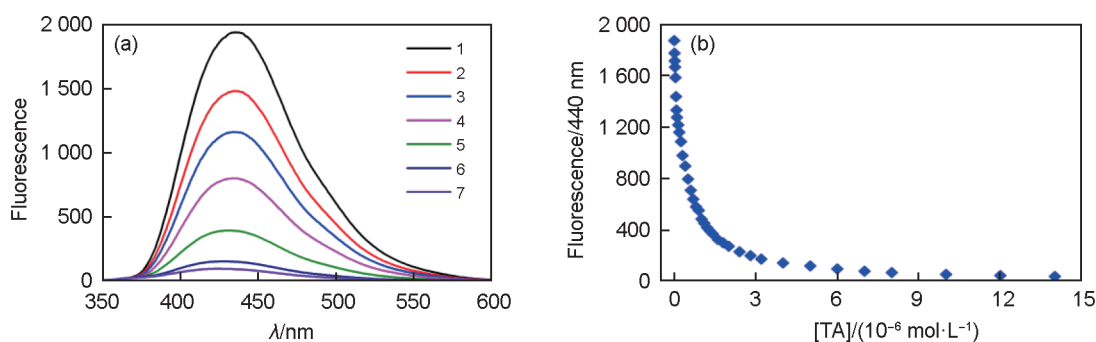 (a)
Fluorescence
2 000
1 500
1 000
500
0
350 400 450 500 550 600
λ/nm
1
2
3
4
5
6
7
(b)
Fluorescence/440 nm
2 000
1 600
1 200
800
400
0
0 3 6 9 12 15
[TA]/(10⁻⁶ mol·L⁻¹)